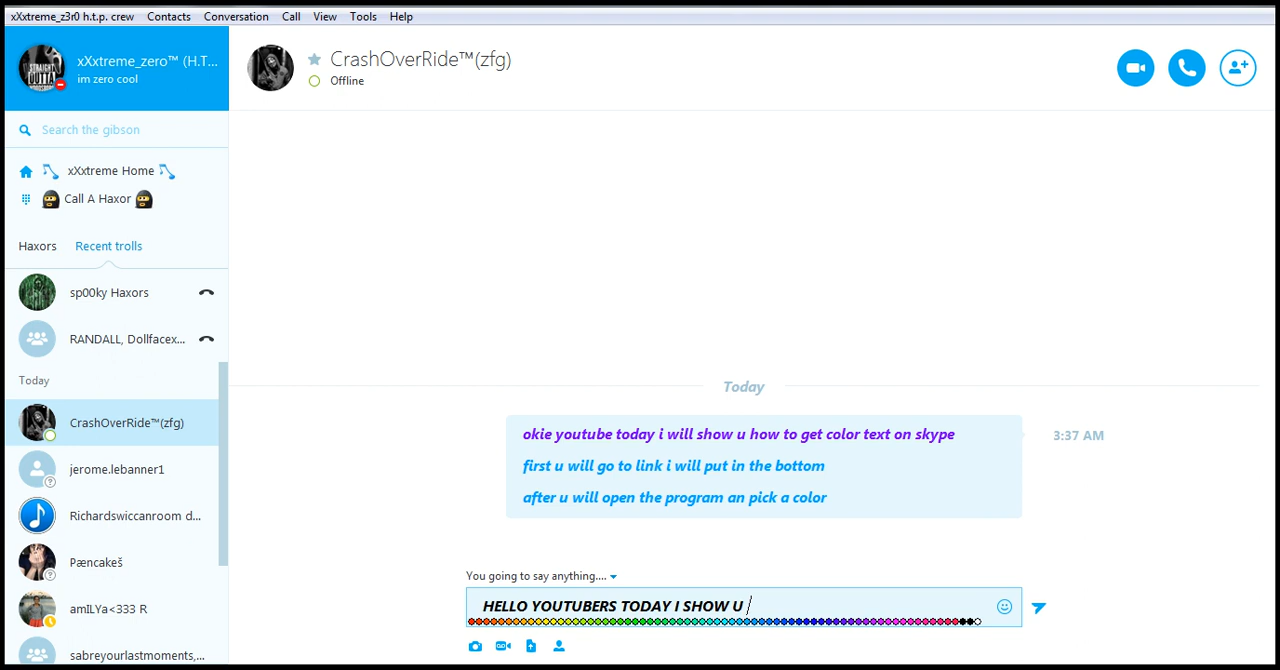 xXxtreme_z3r0 h.t.p. crew Contacts Conversation Call View Tools Help
xXxtreme_zero™ (H.T...
im zero cool
Search the gibson
xXxtreme Home
Call A Haxor
Haxors Recent trolls
sp00ky Haxors
RANDALL, Dollfacex...
Today
CrashOverRide™(zfg)
jerome.lebanner1
Richardswiccanroom d...
Pæncakeš
amILYa<333 R
sabreyourlastmoments,...
CrashOverRide™(zfg)
Offline
Today
okie youtube today i will show u how to get color text on skype
3:37 AM
first u will go to link i will put in the bottom
after u will open the program an pick a color
You going to say anything....
HELLO YOUTUBERS TODAY I SHOW U